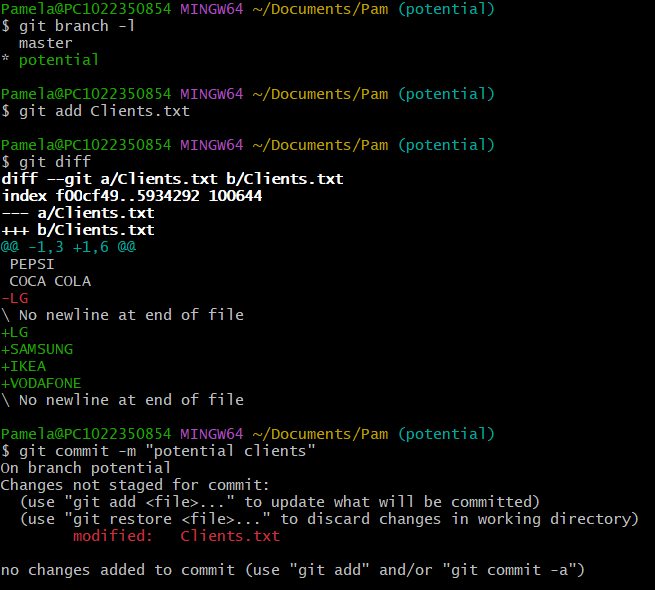 Pamela@PC1022350854 MINGW64 ~/Documents/Pam (potential)
$ git branch -l
  master
* potential

Pamela@PC1022350854 MINGW64 ~/Documents/Pam (potential)
$ git add Clients.txt

Pamela@PC1022350854 MINGW64 ~/Documents/Pam (potential)
$ git diff
diff --git a/Clients.txt b/Clients.txt
index f00cf49..5934292 100644
--- a/Clients.txt
+++ b/Clients.txt
@@ -1,3 +1,6 @@
 PEPSI
 COCA COLA
-LG
\ No newline at end of file
+LG
+SAMSUNG
+IKEA
+VODAFONE
\ No newline at end of file

Pamela@PC1022350854 MINGW64 ~/Documents/Pam (potential)
$ git commit -m "potential clients"
On branch potential
Changes not staged for commit:
  (use "git add <file>..." to update what will be committed)
  (use "git restore <file>..." to discard changes in working directory)
        modified:   Clients.txt

no changes added to commit (use "git add" and/or "git commit -a")